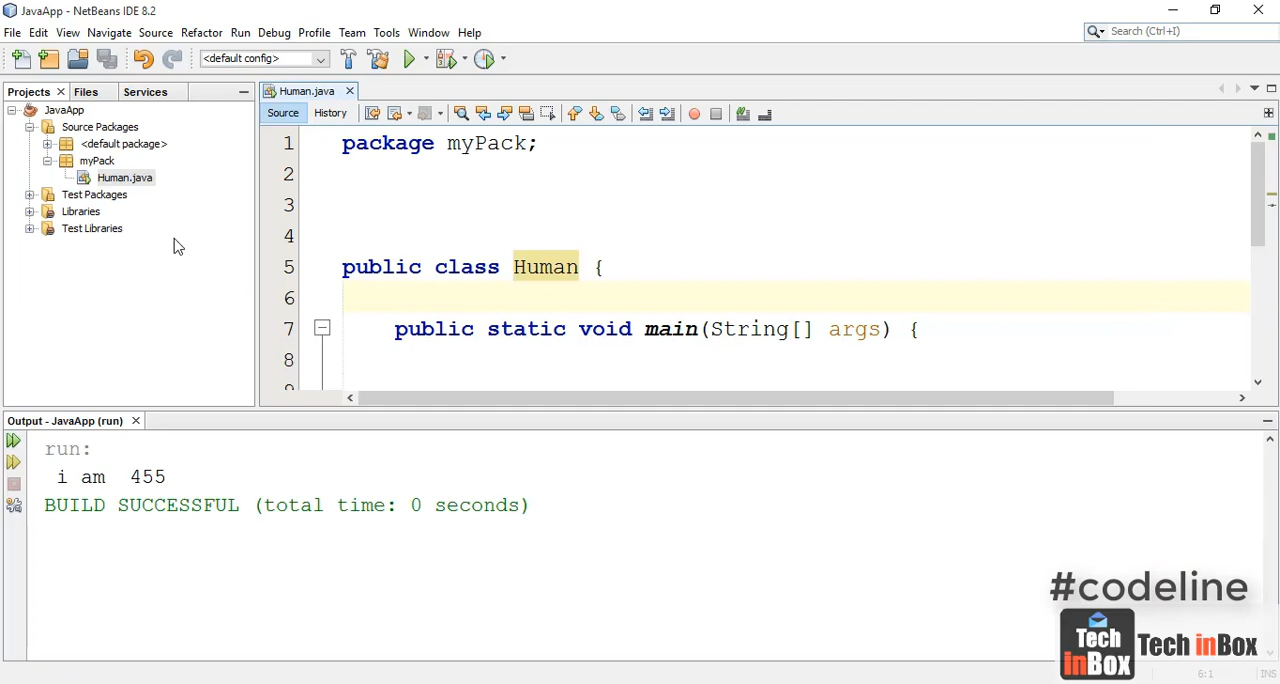 JavaApp - NetBeans IDE 8.2
File Edit View Navigate Source Refactor Run Debug Profile Team Tools Window Help
Search (Ctrl+I)
<default config>
Projects Files Services
Human.java
JavaApp
Source Packages
<default package>
myPack
Human.java
Test Packages
Libraries
Test Libraries
Source History
1 package myPack;
2
3
4
5 public class Human {
6
7 public static void main(String[] args) {
8
9
Output - JavaApp (run)
run:
i am 455
BUILD SUCCESSFUL (total time: 0 seconds)
#codeline
Tech
inBox
Tech inBox
6:1 INS